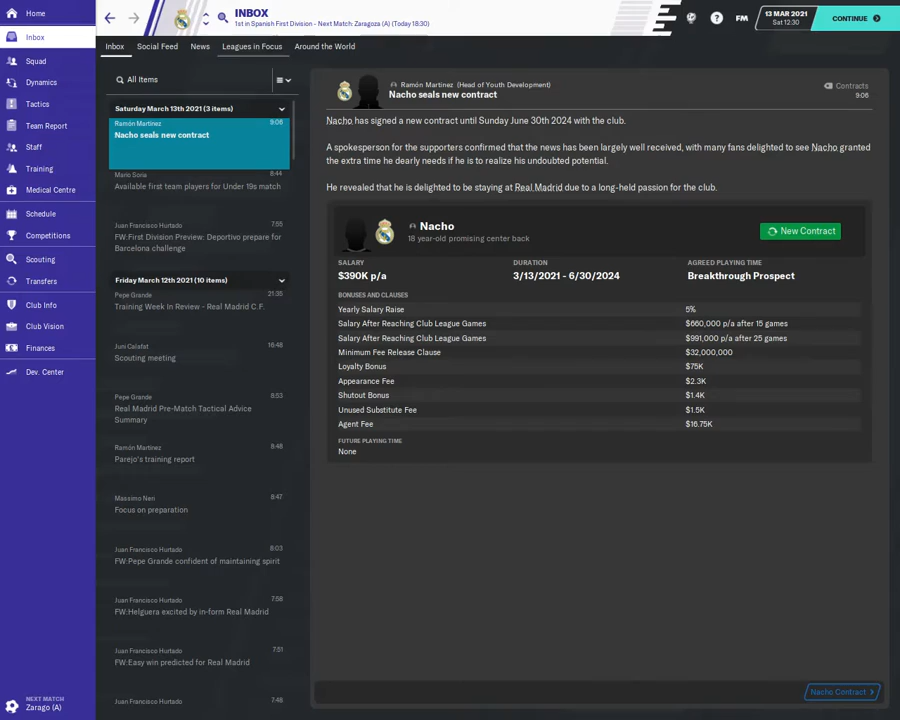 Home
Inbox
Squad
Dynamics
Tactics
Team Report
Staff
Training
Medical Centre
Schedule
Competitions
Scouting
Transfers
Club Info
Club Vision
Finances
Dev. Center
NEXT MATCH
Zarago (A)
INBOX
1st in Spanish First Division - Next Match: Zaragoza (A) (Today 18:30)
FM
13 MAR 2021
Sat 12:30
CONTINUE
Inbox
Social Feed
News
Leagues in Focus
Around the World
All Items
Saturday March 13th 2021 (3 items)
Ramón Martínez 9:06
Nacho seals new contract
Mario Soria 8:44
Available first team players for Under 19s match
Juan Francisco Hurtado 7:55
FW:First Division Preview: Deportivo prepare for
Barcelona challenge
Friday March 12th 2021 (10 items)
Pepe Grande 21:35
Training Week In Review - Real Madrid C.F.
Juni Calafat 16:48
Scouting meeting
Pepe Grande 8:53
Real Madrid Pre-Match Tactical Advice
Summary
Ramón Martínez 8:48
Parejo's training report
Massimo Neri 8:47
Focus on preparation
Juan Francisco Hurtado 8:03
FW:Pepe Grande confident of maintaining spirit
Juan Francisco Hurtado 7:58
FW:Helguera excited by in-form Real Madrid
Juan Francisco Hurtado 7:51
FW:Easy win predicted for Real Madrid
Juan Francisco Hurtado 7:48
Ramón Martínez (Head of Youth Development)
Nacho seals new contract
Contracts
9:06
Nacho has signed a new contract until Sunday June 30th 2024 with the club.
A spokesperson for the supporters confirmed that the news has been largely well received, with many fans delighted to see Nacho granted
the extra time he dearly needs if he is to realize his undoubted potential.
He revealed that he is delighted to be staying at Real Madrid due to a long-held passion for the club.
Nacho
18 year-old promising center back
New Contract
SALARY DURATION AGREED PLAYING TIME
$390K p/a 3/13/2021 - 6/30/2024 Breakthrough Prospect
BONUSES AND CLAUSES
Yearly Salary Raise 5%
Salary After Reaching Club League Games $660,000 p/a after 15 games
Salary After Reaching Club League Games $991,000 p/a after 25 games
Minimum Fee Release Clause $32,000,000
Loyalty Bonus $75K
Appearance Fee $2.3K
Shutout Bonus $1.4K
Unused Substitute Fee $1.5K
Agent Fee $16.75K
FUTURE PLAYING TIME
None
Nacho Contract